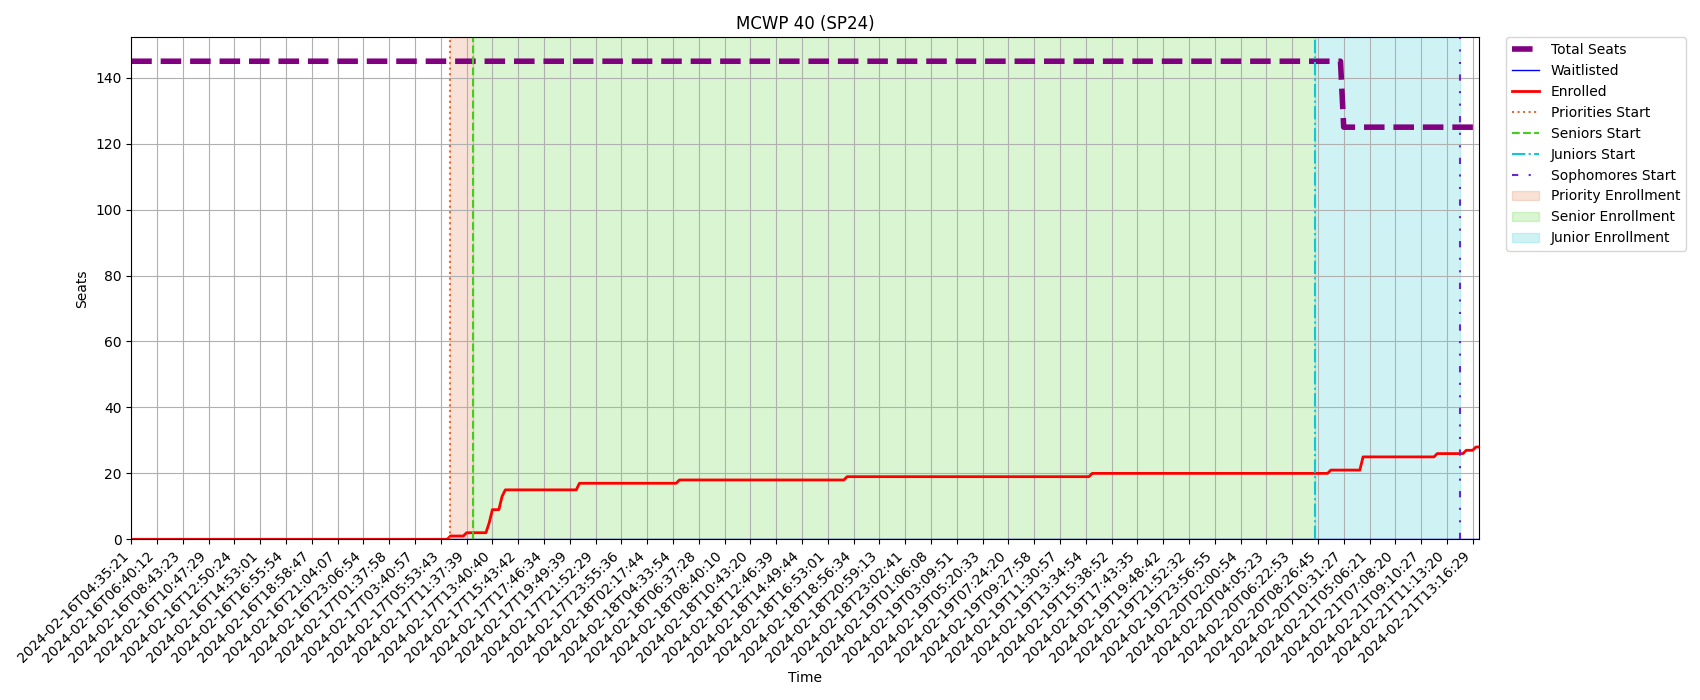 MCWP 40 (SP24)
Seats
140
120
100
80
60
40
20
0
2024-02-16T04:35:21
2024-02-16T06:40:12
2024-02-16T08:43:23
2024-02-16T10:47:29
2024-02-16T12:50:24
2024-02-16T14:53:01
2024-02-16T16:55:54
2024-02-16T18:58:47
2024-02-16T21:04:07
2024-02-16T23:06:54
2024-02-17T01:37:58
2024-02-17T03:40:57
2024-02-17T05:53:43
2024-02-17T11:37:39
2024-02-17T13:40:40
2024-02-17T15:43:42
2024-02-17T17:46:34
2024-02-17T19:49:39
2024-02-17T21:52:29
2024-02-17T23:55:36
2024-02-18T02:17:44
2024-02-18T04:33:54
2024-02-18T06:37:28
2024-02-18T08:40:10
2024-02-18T10:43:20
2024-02-18T12:46:39
2024-02-18T14:49:44
2024-02-18T16:53:01
2024-02-18T18:56:34
2024-02-18T20:59:13
2024-02-18T23:02:41
2024-02-19T01:06:08
2024-02-19T03:09:51
2024-02-19T05:20:33
2024-02-19T07:24:20
2024-02-19T09:27:58
2024-02-19T11:30:57
2024-02-19T13:34:54
2024-02-19T15:38:52
2024-02-19T17:43:35
2024-02-19T19:48:42
2024-02-19T21:52:32
2024-02-19T23:56:55
2024-02-20T02:00:54
2024-02-20T04:05:23
2024-02-20T06:22:53
2024-02-20T08:26:45
2024-02-20T10:31:27
2024-02-21T05:06:21
2024-02-21T07:08:20
2024-02-21T09:10:27
2024-02-21T11:13:20
2024-02-21T13:16:29
Time
Total Seats
Waitlisted
Enrolled
Priorities Start
Seniors Start
Juniors Start
Sophomores Start
Priority Enrollment
Senior Enrollment
Junior Enrollment